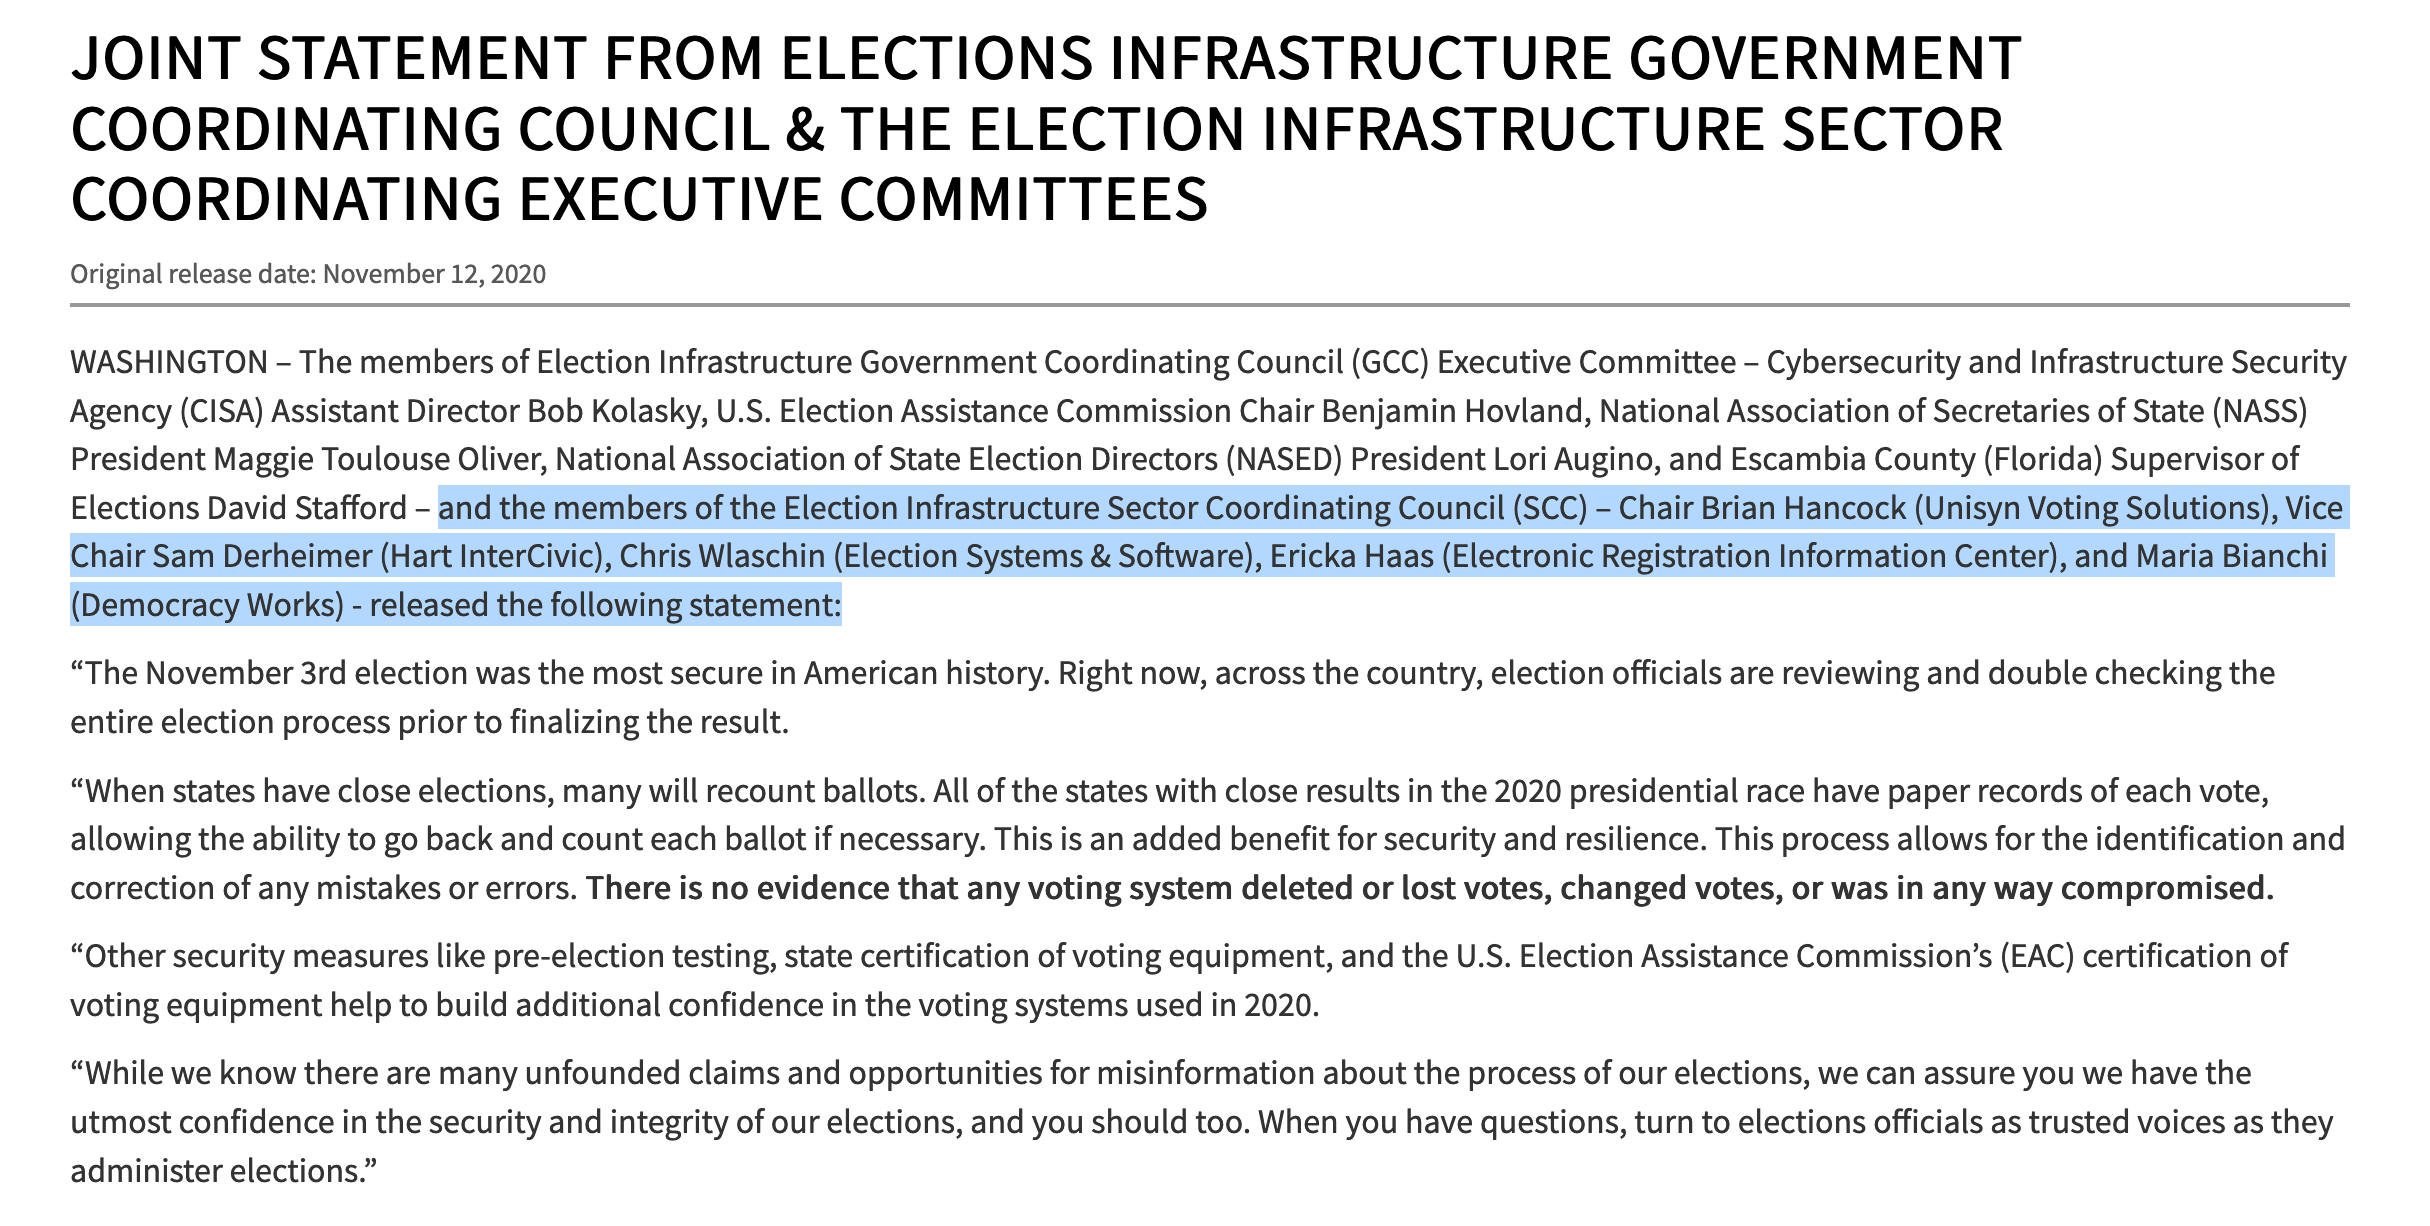 JOINT STATEMENT FROM ELECTIONS INFRASTRUCTURE GOVERNMENT
COORDINATING COUNCIL & THE ELECTION INFRASTRUCTURE SECTOR
COORDINATING EXECUTIVE COMMITTEES
Original release date: November 12, 2020
WASHINGTON – The members of Election Infrastructure Government Coordinating Council (GCC) Executive Committee – Cybersecurity and Infrastructure Security
Agency (CISA) Assistant Director Bob Kolasky, U.S. Election Assistance Commission Chair Benjamin Hovland, National Association of Secretaries of State (NASS)
President Maggie Toulouse Oliver, National Association of State Election Directors (NASED) President Lori Augino, and Escambia County (Florida) Supervisor of
Elections David Stafford – and the members of the Election Infrastructure Sector Coordinating Council (SCC) – Chair Brian Hancock (Unisyn Voting Solutions), Vice
Chair Sam Derheimer (Hart InterCivic), Chris Wlaschin (Election Systems & Software), Ericka Haas (Electronic Registration Information Center), and Maria Bianchi
(Democracy Works) - released the following statement:
“The November 3rd election was the most secure in American history. Right now, across the country, election officials are reviewing and double checking the
entire election process prior to finalizing the result.
“When states have close elections, many will recount ballots. All of the states with close results in the 2020 presidential race have paper records of each vote,
allowing the ability to go back and count each ballot if necessary. This is an added benefit for security and resilience. This process allows for the identification and
correction of any mistakes or errors. There is no evidence that any voting system deleted or lost votes, changed votes, or was in any way compromised.
“Other security measures like pre-election testing, state certification of voting equipment, and the U.S. Election Assistance Commission’s (EAC) certification of
voting equipment help to build additional confidence in the voting systems used in 2020.
“While we know there are many unfounded claims and opportunities for misinformation about the process of our elections, we can assure you we have the
utmost confidence in the security and integrity of our elections, and you should too. When you have questions, turn to elections officials as trusted voices as they
administer elections.”